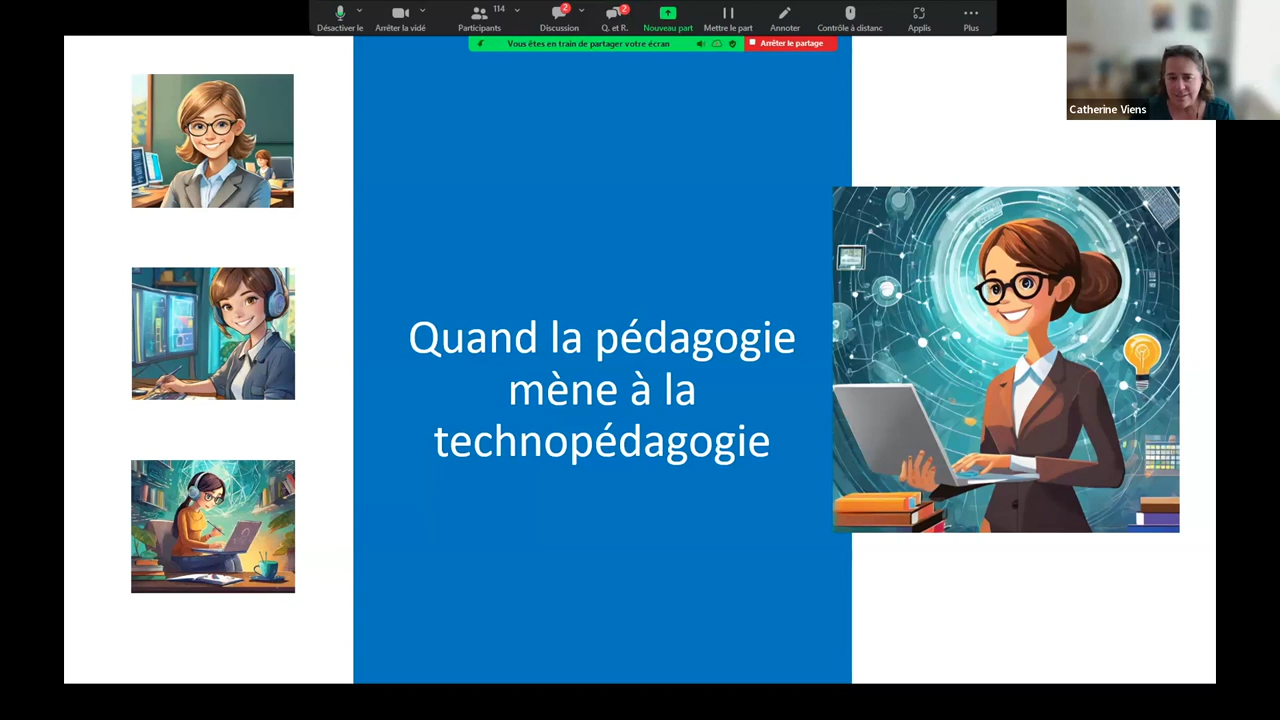 Désactiver le
Arrêter la vidé
114
Participants
2
Discussion
2
Q. et R.
Nouveau part
Mettre le part
Annoter
Contrôle à distanc
Applis
Plus
Vous êtes en train de partager votre écran
Arrêter le partage
Catherine Viens
Quand la pédagogie
mène à la
technopédagogie